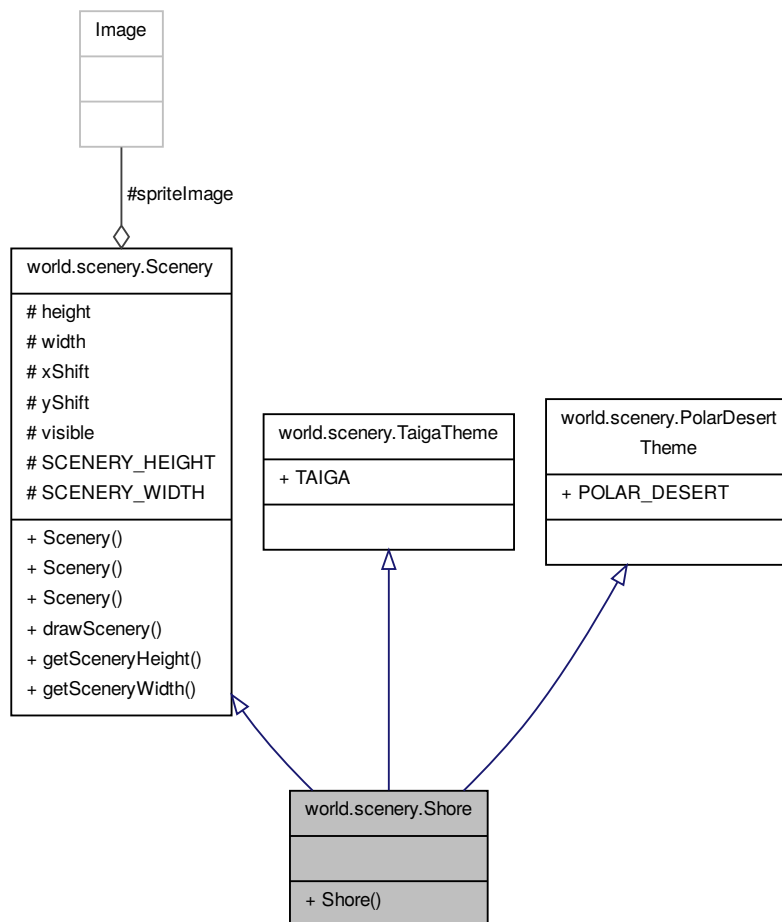 Image
#spriteImage
world.scenery.Scenery
# height
# width
# xShift
# yShift
# visible
# SCENERY_HEIGHT
# SCENERY_WIDTH
+ Scenery()
+ Scenery()
+ Scenery()
+ drawScenery()
+ getSceneryHeight()
+ getSceneryWidth()
world.scenery.TaigaTheme
+ TAIGA
world.scenery.PolarDesert
Theme
+ POLAR_DESERT
world.scenery.Shore
+ Shore()